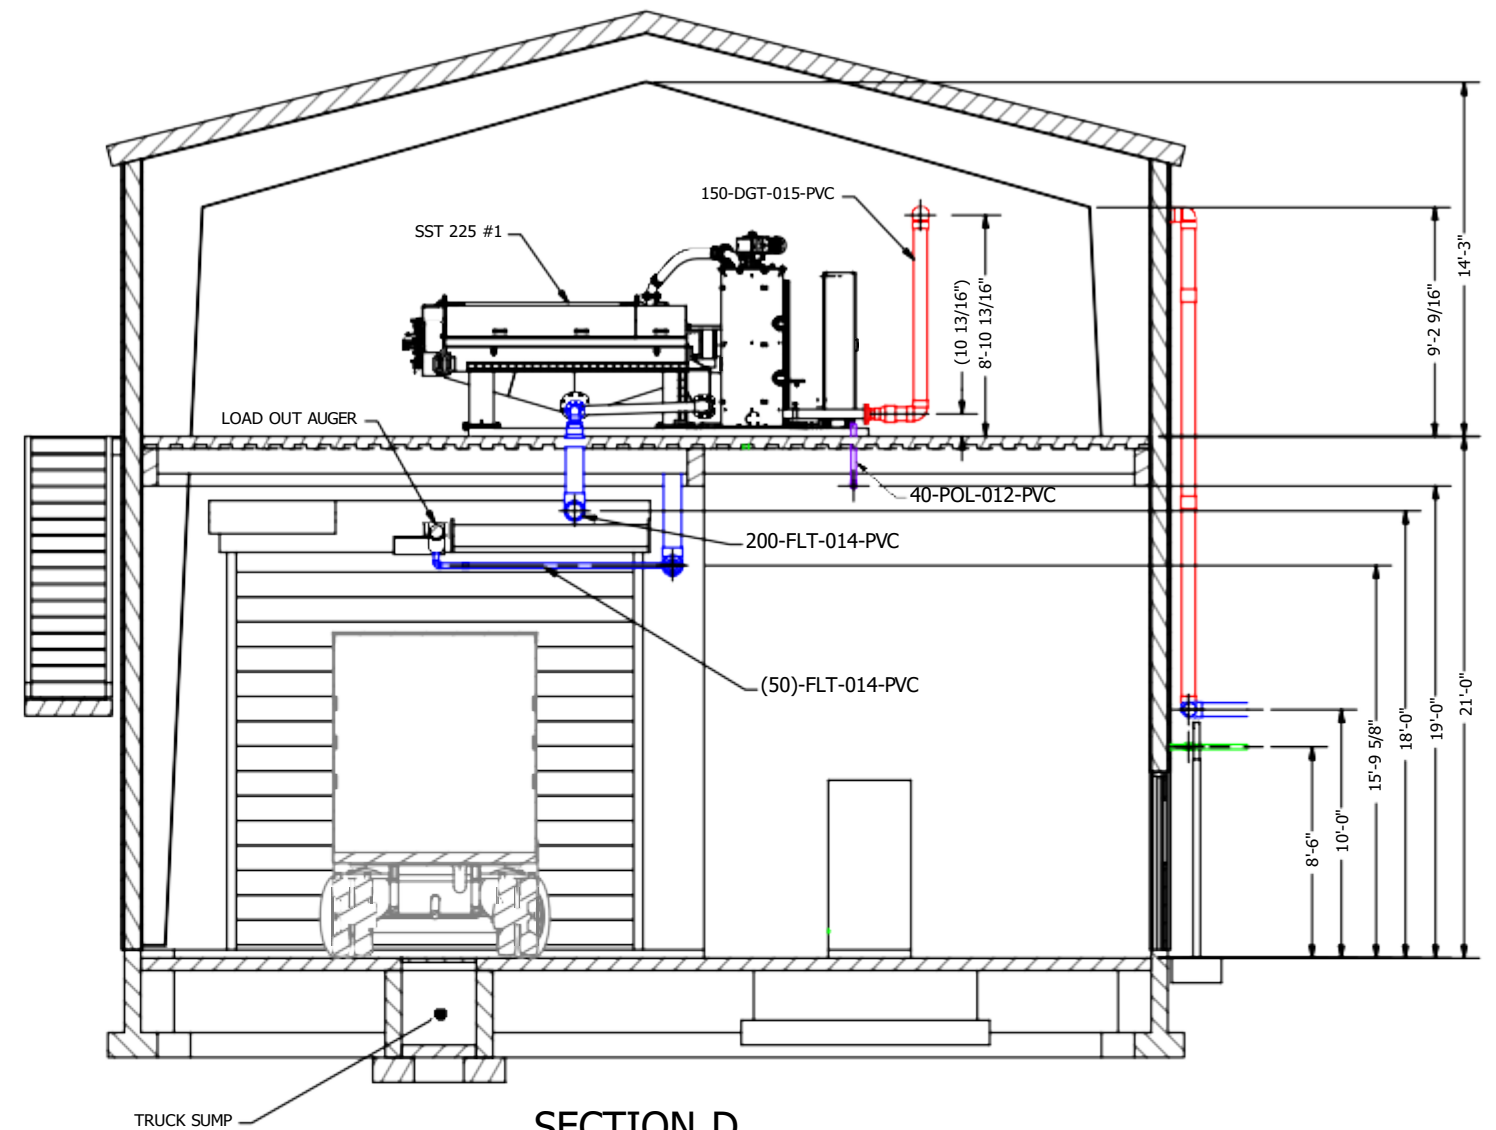 150-DGT-015-PVC
SST 225 #1
14'-3"
9'-2 9/16"
(10 13/16")
8'-10 13/16"
LOAD OUT AUGER
40-POL-012-PVC
200-FLT-014-PVC
(50)-FLT-014-PVC
21'-0"
19'-0"
18'-0"
15'-9 5/8"
10'-0"
8'-6"
TRUCK SUMP
SECTION D